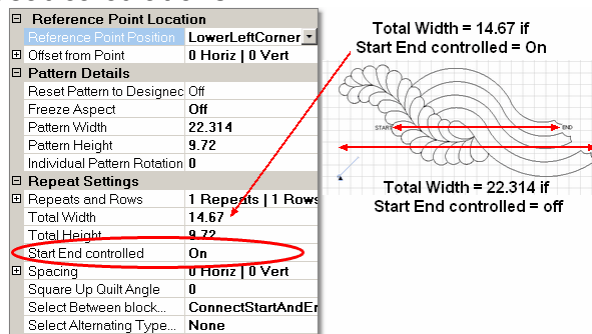 Reference Point Location
Reference Point Position LowerLeftCorner
Offset from Point 0 Horiz | 0 Vert
Pattern Details
Reset Pattern to Designec Off
Freeze Aspect Off
Pattern Width 22.314
Pattern Height 9.72
Individual Pattern Rotation 0
Repeat Settings
Repeats and Rows 1 Repeats | 1 Rows
Total Width 14.67
Total Height 9.72
Start End controlled On
Spacing 0 Horiz | 0 Vert
Square Up Quilt Angle 0
Select Between block... ConnectStartAndEr
Select Alternating Type... None
Total Width = 14.67 if
Start End controlled = On
START
END
Total Width = 22.314 if
Start End controlled = off